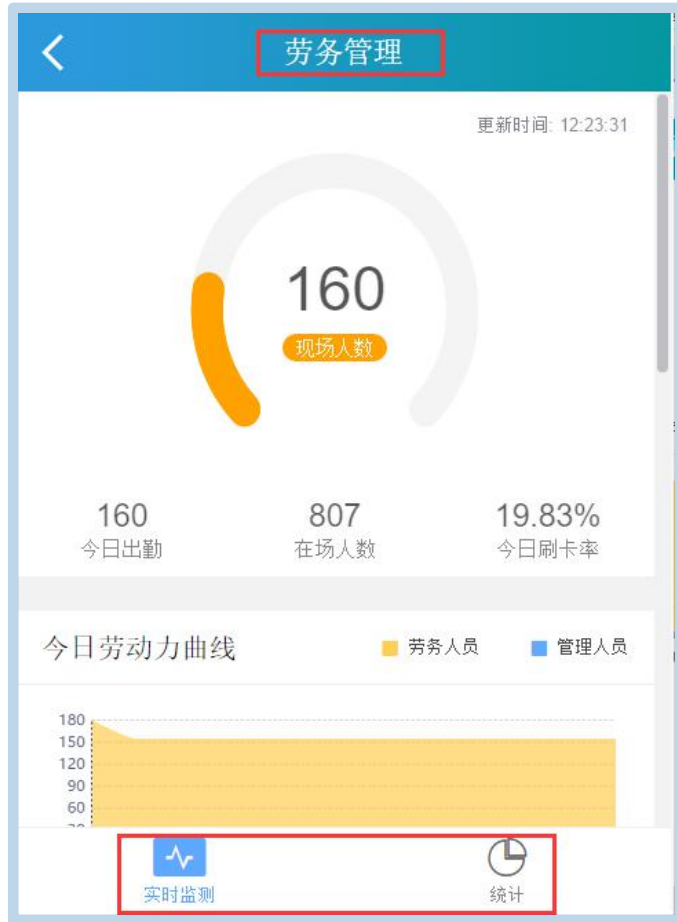 劳务管理
更新时间: 12:23:31
160
现场人数
160 807 19.83%
今日出勤 在场人数 今日刷卡率
今日劳动力曲线 劳务人员 管理人员
180
150
120
90
60
实时监测 统计